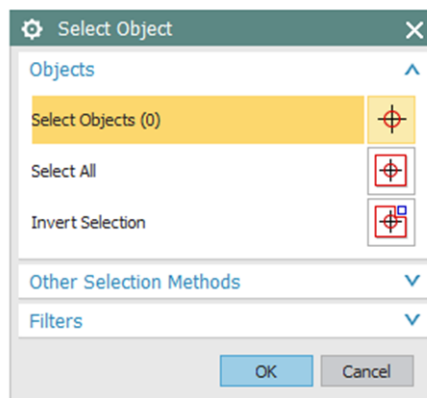 Select Object
Objects
Select Objects (0)
Select All
Invert Selection
Other Selection Methods
Filters
OK Cancel